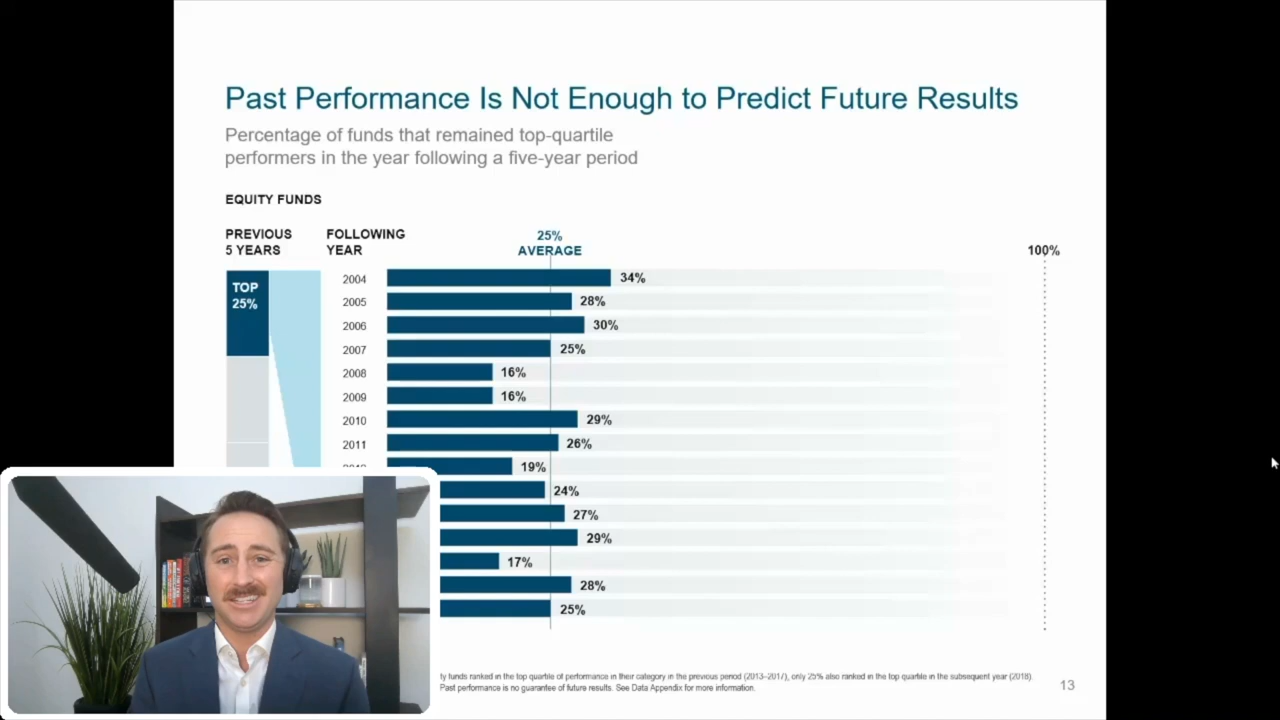 Past Performance Is Not Enough to Predict Future Results
Percentage of funds that remained top-quartile
performers in the year following a five-year period
EQUITY FUNDS
PREVIOUS
5 YEARS
FOLLOWING
YEAR
25%
AVERAGE
100%
TOP
25%
2004 34%
2005 28%
2006 30%
2007 25%
2008 16%
2009 16%
2010 29%
2011 26%
19%
24%
27%
29%
17%
28%
25%
ty funds ranked in the top quartile of performance in their category in the previous period (2013–2017), only 25% also ranked in the top quartile in the subsequent year (2018).
Past performance is no guarantee of future results. See Data Appendix for more information.
13